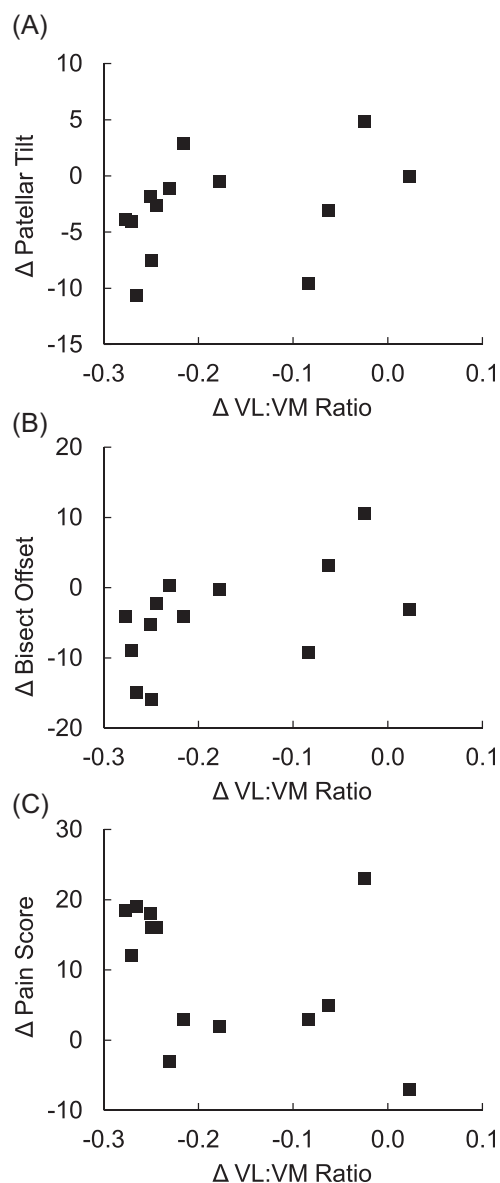 (A)
10
5
0
-5
-10
-15
Δ Patellar Tilt
-0.3 -0.2 -0.1 0.0 0.1
Δ VL:VM Ratio
(B)
20
10
0
-10
-20
Δ Bisect Offset
-0.3 -0.2 -0.1 0.0 0.1
Δ VL:VM Ratio
(C)
30
20
10
0
-10
Δ Pain Score
-0.3 -0.2 -0.1 0.0 0.1
Δ VL:VM Ratio